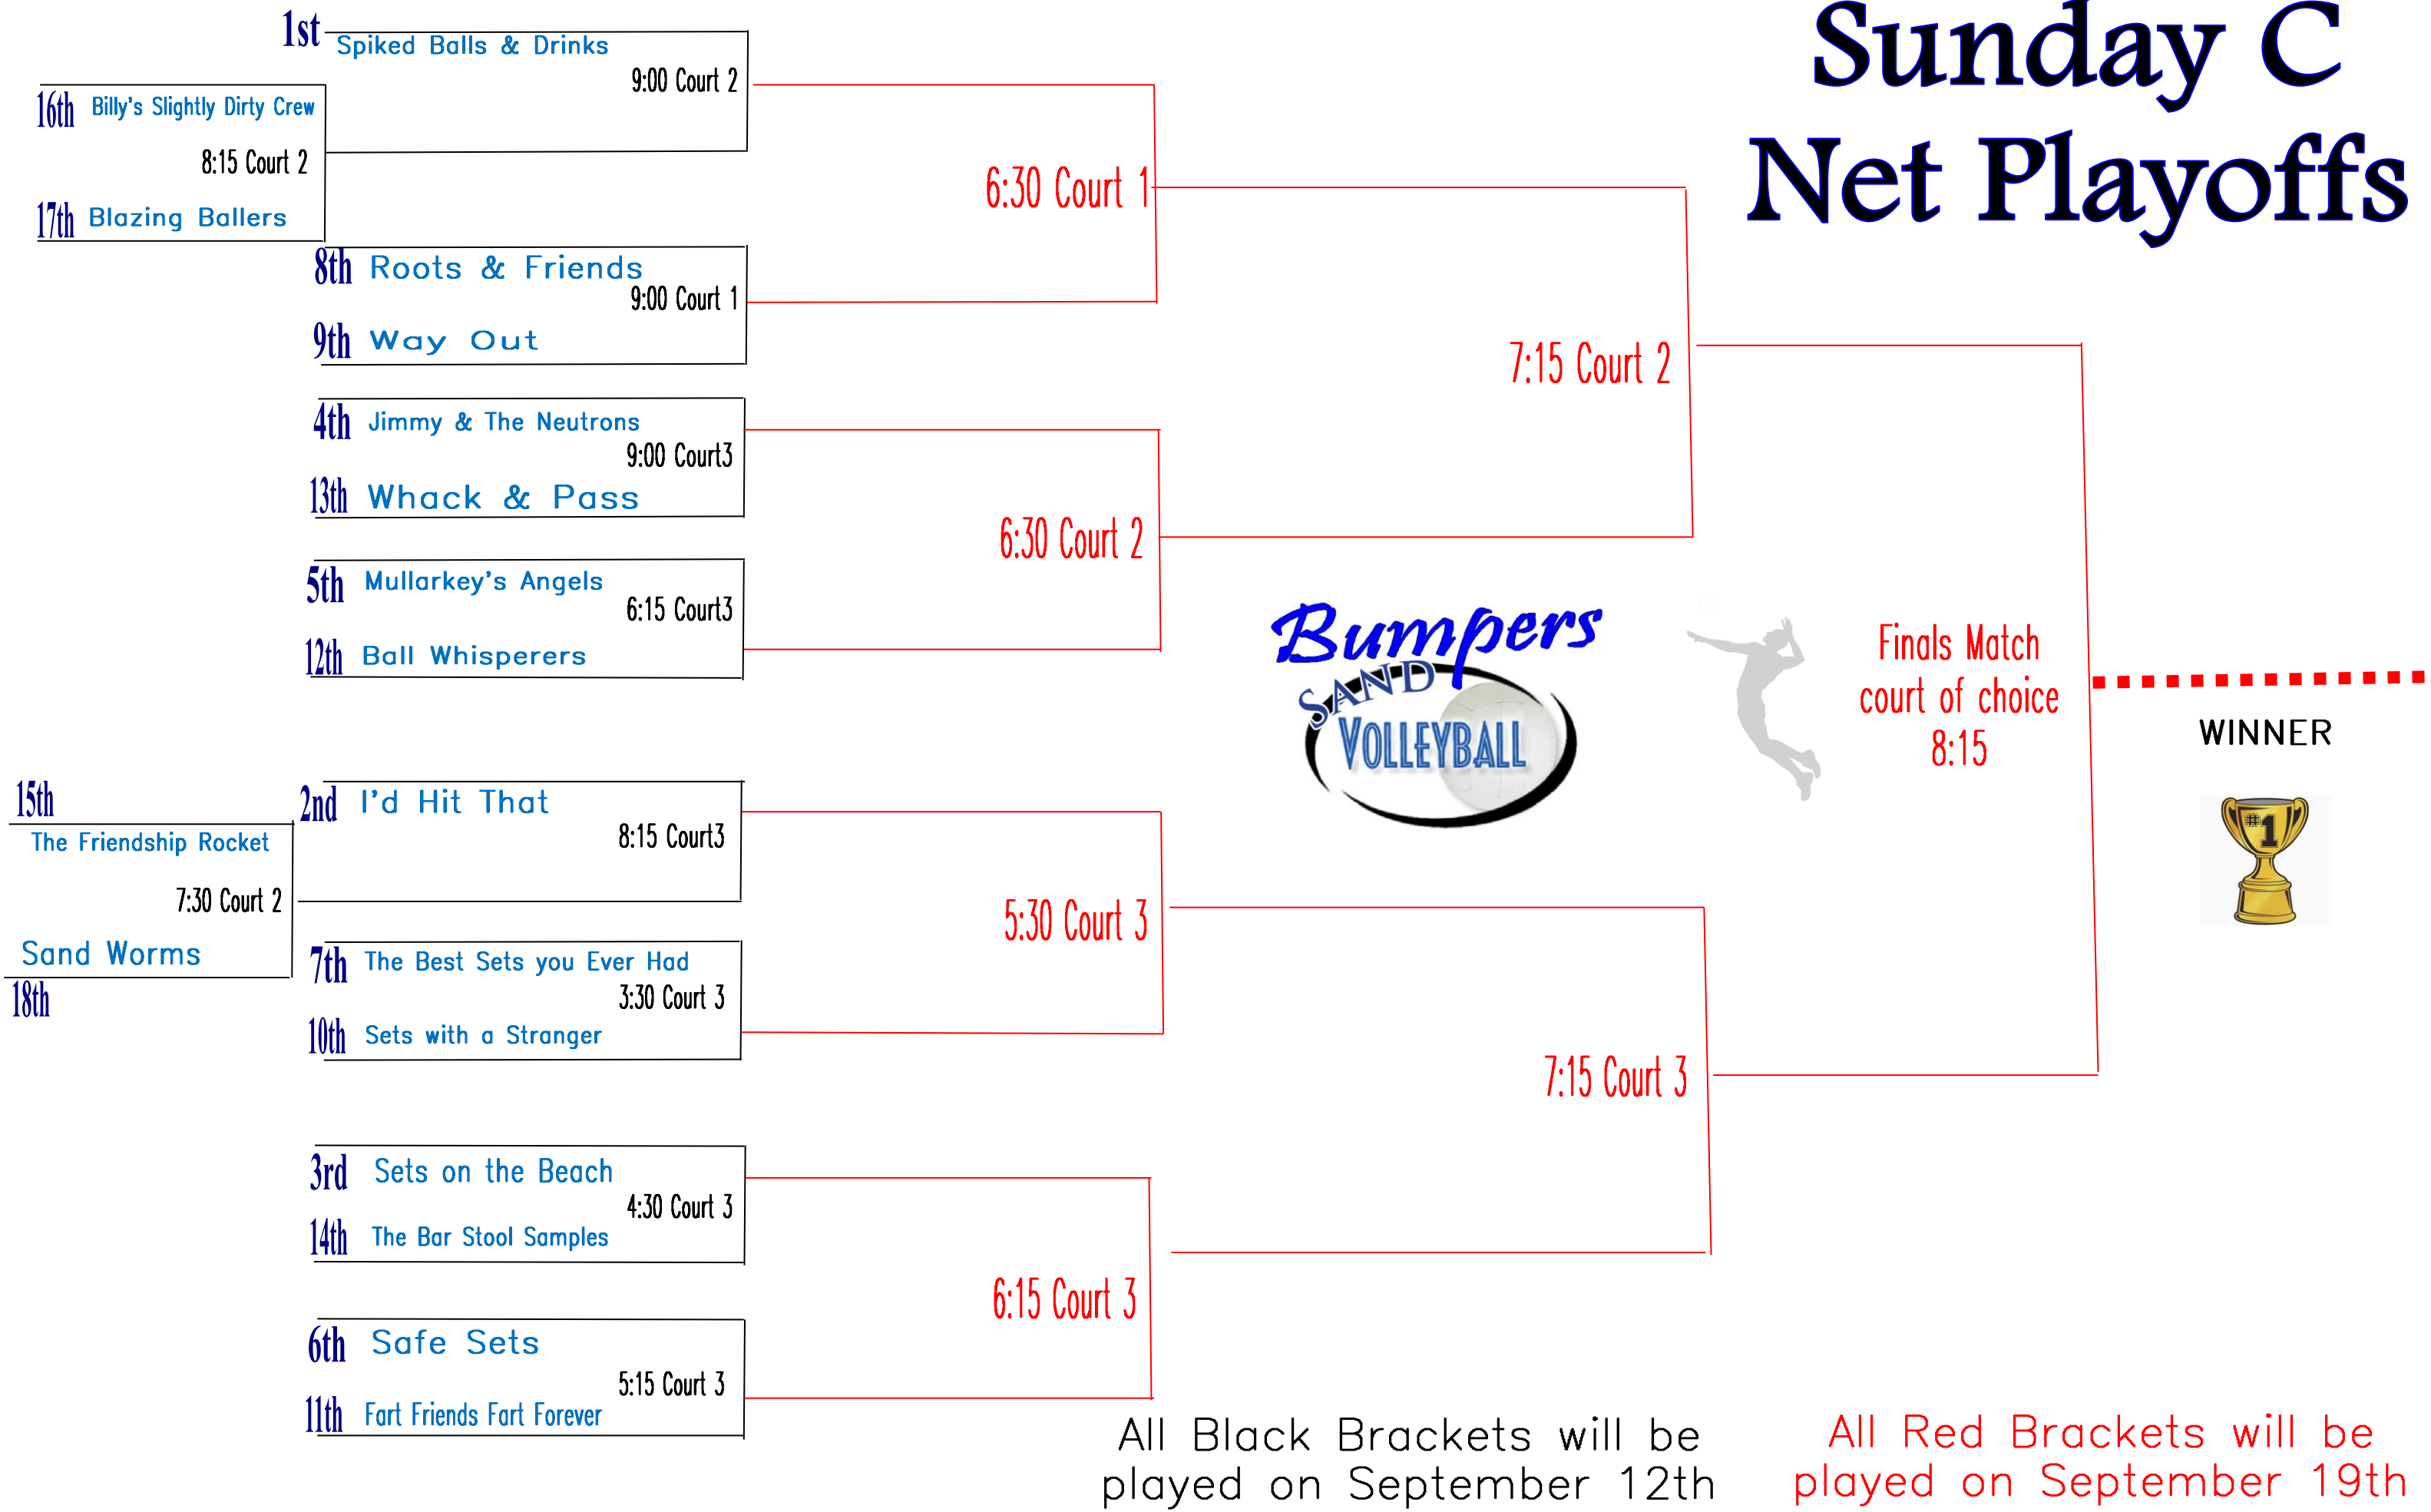 Sunday C
Net Playoffs
1st
Spiked Balls & Drinks
9:00 Court 2
16th Billy's Slightly Dirty Crew
8:15 Court 2
17th Blazing Ballers
8th Roots & Friends
9:00 Court 1
9th Way Out
6:30 Court 1
4th Jimmy & The Neutrons
9:00 Court3
13th Whack & Pass
5th Mullarkey's Angels
6:15 Court3
12th Ball Whisperers
6:30 Court 2
7:15 Court 2
Bumpers
SAND
VOLLEYBALL
Finals Match
court of choice
8:15
WINNER
#1
15th
The Friendship Rocket
7:30 Court 2
Sand Worms
18th
2nd I'd Hit That
8:15 Court3
7th The Best Sets you Ever Had
3:30 Court 3
10th Sets with a Stranger
5:30 Court 3
7:15 Court 3
3rd Sets on the Beach
4:30 Court 3
14th The Bar Stool Samples
6:15 Court 3
6th Safe Sets
5:15 Court 3
11th Fart Friends Fart Forever
All Black Brackets will be
played on September 12th
All Red Brackets will be
played on September 19th